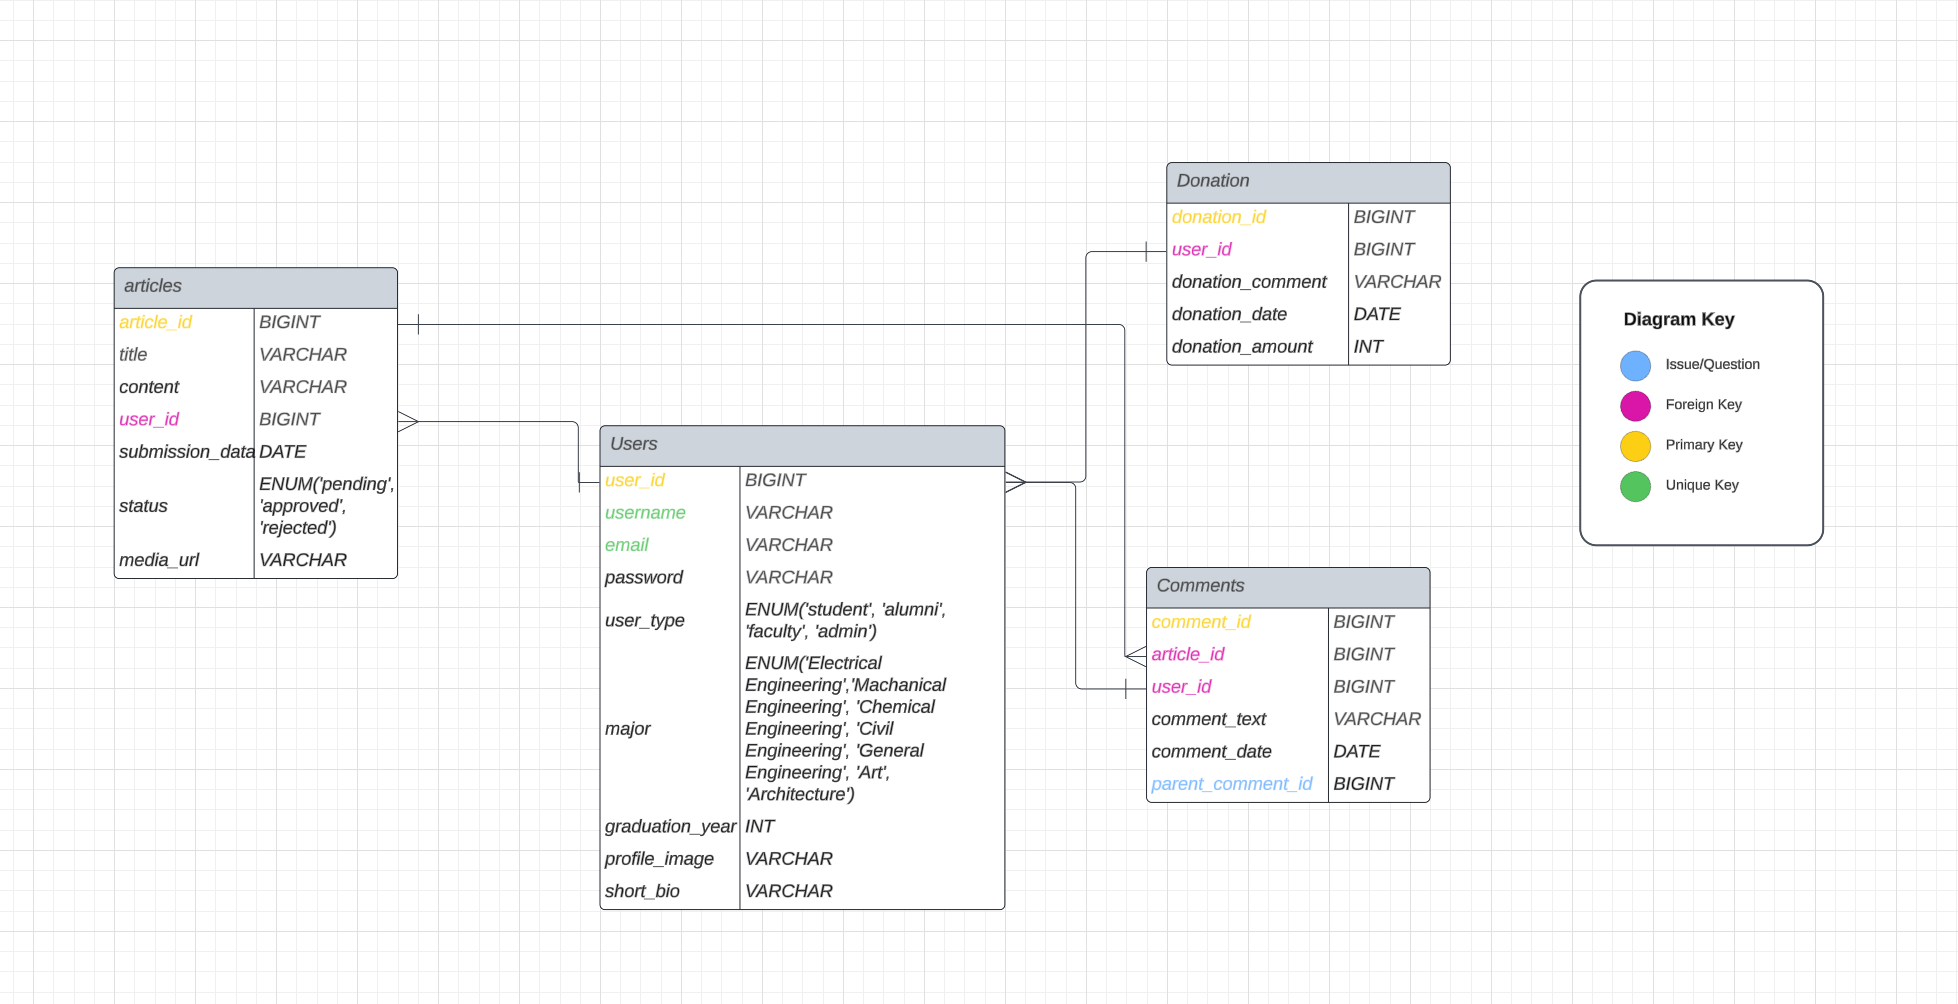 articles
article_id BIGINT
title VARCHAR
content VARCHAR
user_id BIGINT
submission_data DATE
status ENUM('pending',
'approved',
'rejected')
media_url VARCHAR
Users
user_id BIGINT
username VARCHAR
email VARCHAR
password VARCHAR
user_type ENUM('student', 'alumni',
'faculty', 'admin')
major ENUM('Electrical
Engineering','Machanical
Engineering', 'Chemical
Engineering', 'Civil
Engineering', 'General
Engineering', 'Art',
'Architecture')
graduation_year INT
profile_image VARCHAR
short_bio VARCHAR
Donation
donation_id BIGINT
user_id BIGINT
donation_comment VARCHAR
donation_date DATE
donation_amount INT
Comments
comment_id BIGINT
article_id BIGINT
user_id BIGINT
comment_text VARCHAR
comment_date DATE
parent_comment_id BIGINT
Diagram Key
Issue/Question
Foreign Key
Primary Key
Unique Key